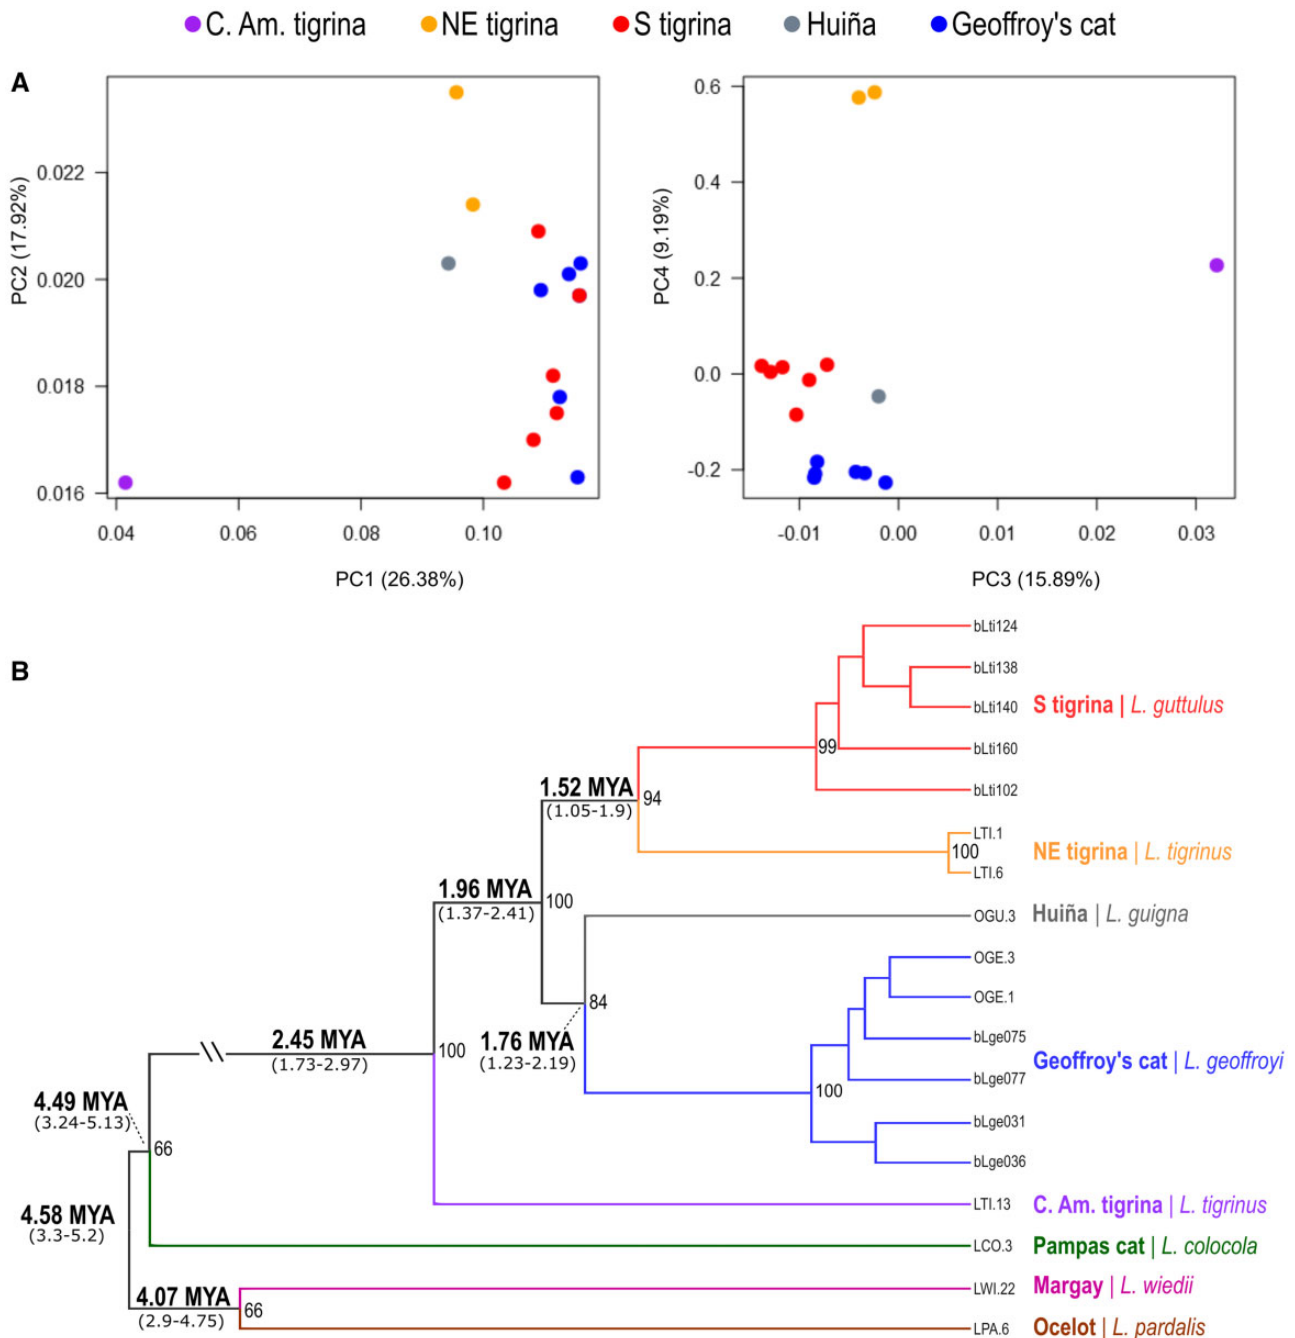 C. Am. tigrina NE tigrina S tigrina Huiña Geoffroy's cat
A
PC2 (17.92%)
0.022
0.020
0.018
0.016
0.04 0.06 0.08 0.10
PC1 (26.38%)
PC4 (9.19%)
0.6
0.4
0.2
0.0
-0.2
-0.01 0.00 0.01 0.02 0.03
PC3 (15.89%)
B
bLti124
bLti138
bLti140
S tigrina | L. guttulus
bLti160
99
bLti102
1.52 MYA
(1.05-1.9)
94
LTI.1
100
NE tigrina | L. tigrinus
LTI.6
1.96 MYA
(1.37-2.41)
100
OGU.3
Huiña | L. guigna
OGE.3
OGE.1
84
1.76 MYA
(1.23-2.19)
bLge075
2.45 MYA
(1.73-2.97)
100
Geoffroy's cat | L. geoffroyi
bLge077
100
bLge031
bLge036
4.49 MYA
(3.24-5.13)
66
LTI.13
C. Am. tigrina | L. tigrinus
4.58 MYA
(3.3-5.2)
LCO.3
Pampas cat | L. colocola
LWI.22
Margay | L. wiedii
4.07 MYA
(2.9-4.75)
66
LPA.6
Ocelot | L. pardalis